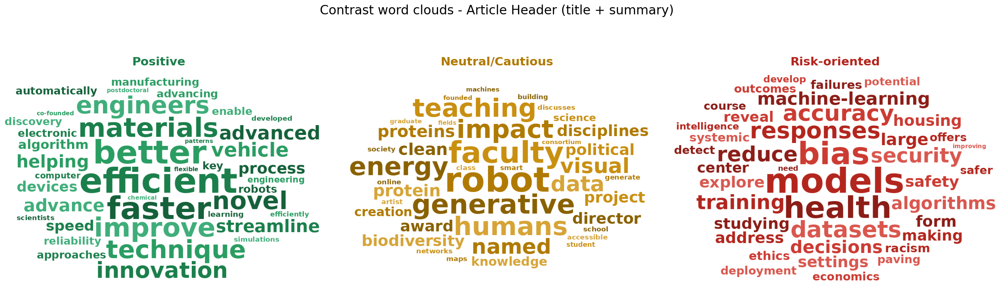 Contrast word clouds - Article Header (title + summary)
Positive
manufacturing
automatically
postdoctoral
advancing
engineers
enable
co-founded
developed
discovery
materials
advanced
electronic
patterns
algorithm
better
vehicle
helping
flexible
key
process
computer
efficient
engineering
devices
robots
chemical
novel
advance
faster
learning
efficiently
scientists
speed
improve
streamline
reliability
simulations
approaches
technique
innovation
Neutral/Cautious
machines
founded
building
teaching
discusses
graduate
fields
science
proteins
impact
disciplines
consortium
society
clean
faculty
political
energy
class
smart
visual
online
robot
data
generate
protein
artist
generative
project
creation
award
humans
director
school
biodiversity
accessible
student
networks
named
maps
knowledge
Risk-oriented
develop
failures
potential
outcomes
machine-learning
course
reveal
accuracy
housing
intelligence
systemic
responses
large
offers
detect
reduce
bias
security
improving
center
need
safer
explore
models
safety
training
health
algorithms
studying
form
address
datasets
making
decisions
racism
ethics
settings
paving
deployment
economics